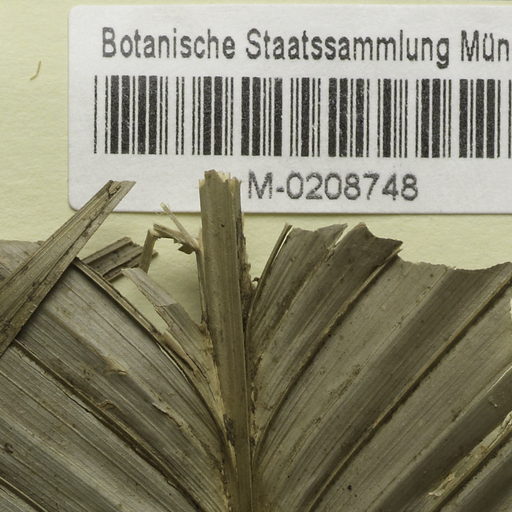 Botanische Staatssammlung Mün
M-0208748